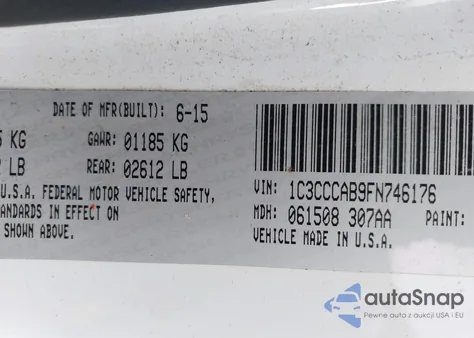 DATE OF MFR(BUILT): 6-15
KG GAWR: 01185 KG
LB REAR: 02612 LB
U.S.A. FEDERAL MOTOR VEHICLE SAFETY,
STANDARDS IN EFFECT ON
SHOWN ABOVE.
VIN: 1C3CCCAB9FN746176
MDH: 061508 307AA PAINT:
VEHICLE MADE IN U.S.A.
autoSnap
Pewne auta z aukcji USA i EU